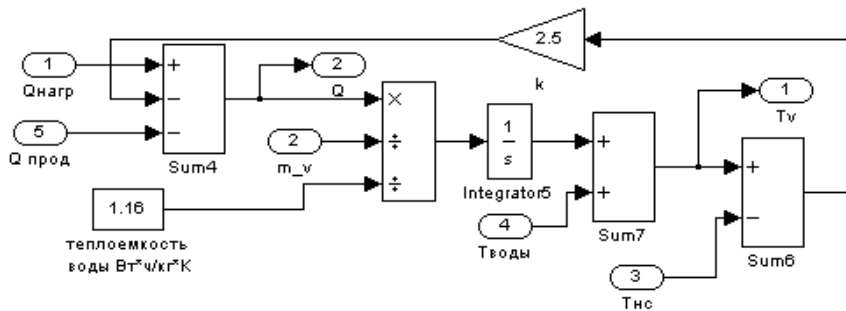 2.5
k
1
Qнагр
+
−
−
5
Q прод
Sum4
2
Q
×
÷
÷
2
m_v
1.16
теплоемкость
воды Вт*ч/кг*К
1
s
Integrator5
+
+
4
Tводы
Sum7
1
Tv
+
−
3
Tнс
Sum6